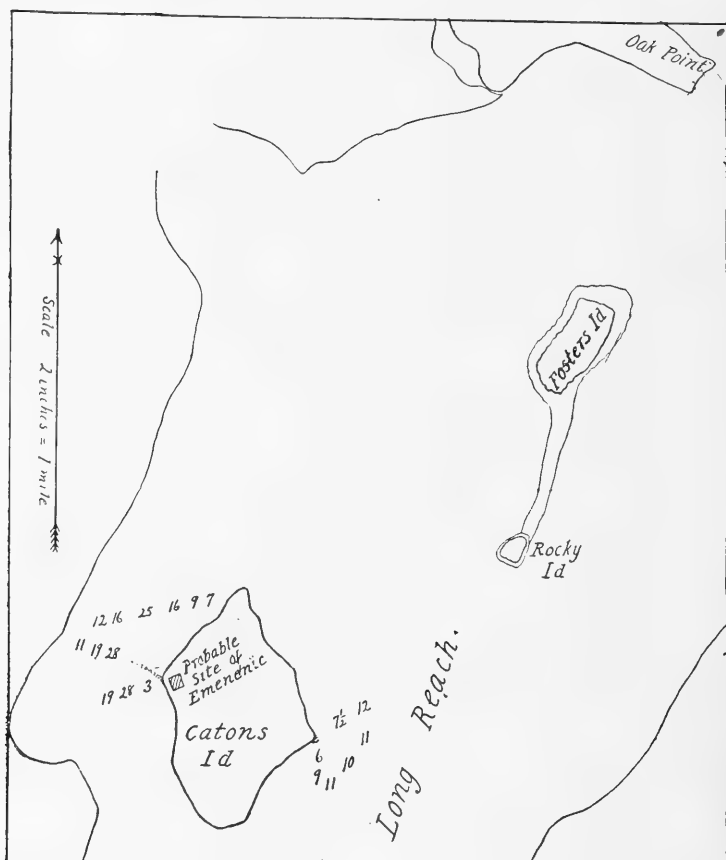 Oak Point
Scale 2 inches = 1 mile
Fosters Id
Rocky
Id
12 16 25 16 9 7
11 19 28
19 28 3
Probable
Site of
Emenenic
Catons
Id
7½ 12
11
6
10
9
11
Long Reach.